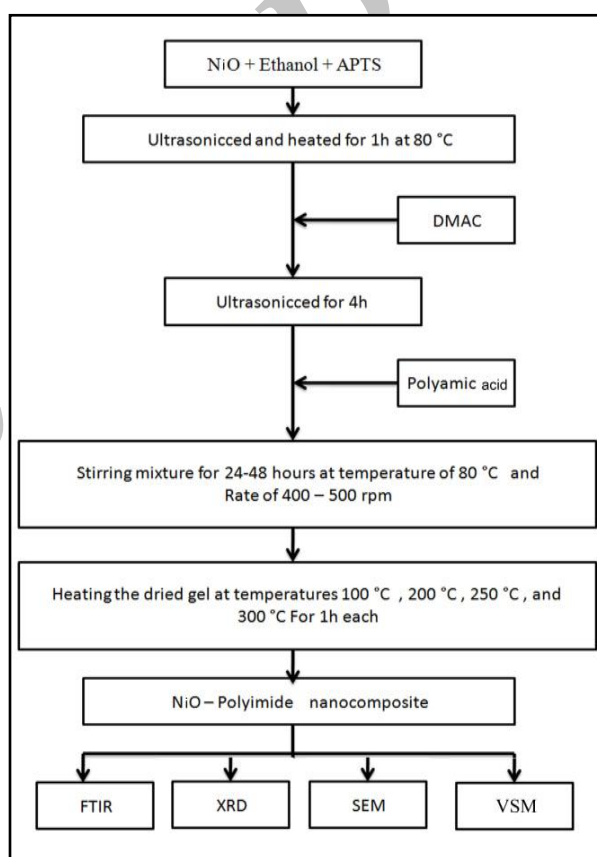 NiO + Ethanol + APTS
Ultrasonicced and heated for 1h at 80 °C
DMAC
Ultrasonicced for 4h
Polyamic acid
Stirring mixture for 24-48 hours at temperature of 80 °C and
Rate of 400 – 500 rpm
Heating the dried gel at temperatures 100 °C , 200 °C , 250 °C , and
300 °C For 1h each
NiO – Polyimide nanocomposite
FTIR
XRD
SEM
VSM